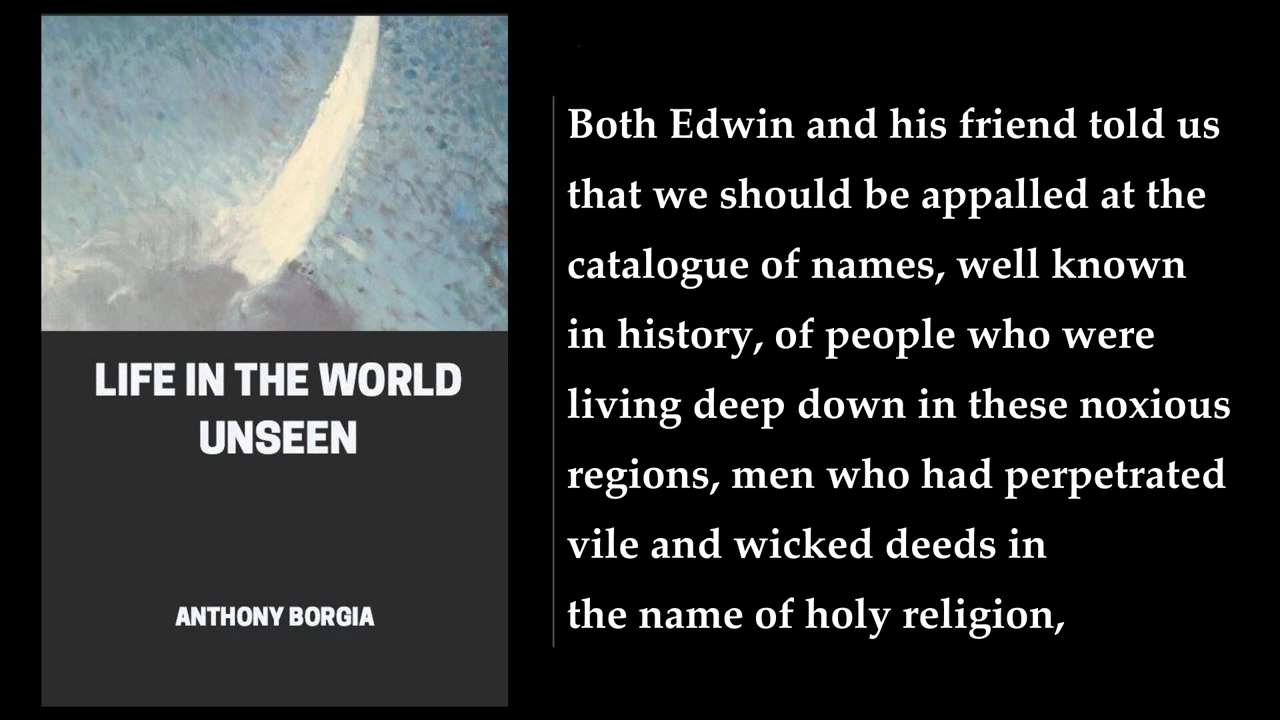 LIFE IN THE WORLD
UNSEEN
ANTHONY BORGIA
Both Edwin and his friend told us
that we should be appalled at the
catalogue of names, well known
in history, of people who were
living deep down in these noxious
regions, men who had perpetrated
vile and wicked deeds in
the name of holy religion,